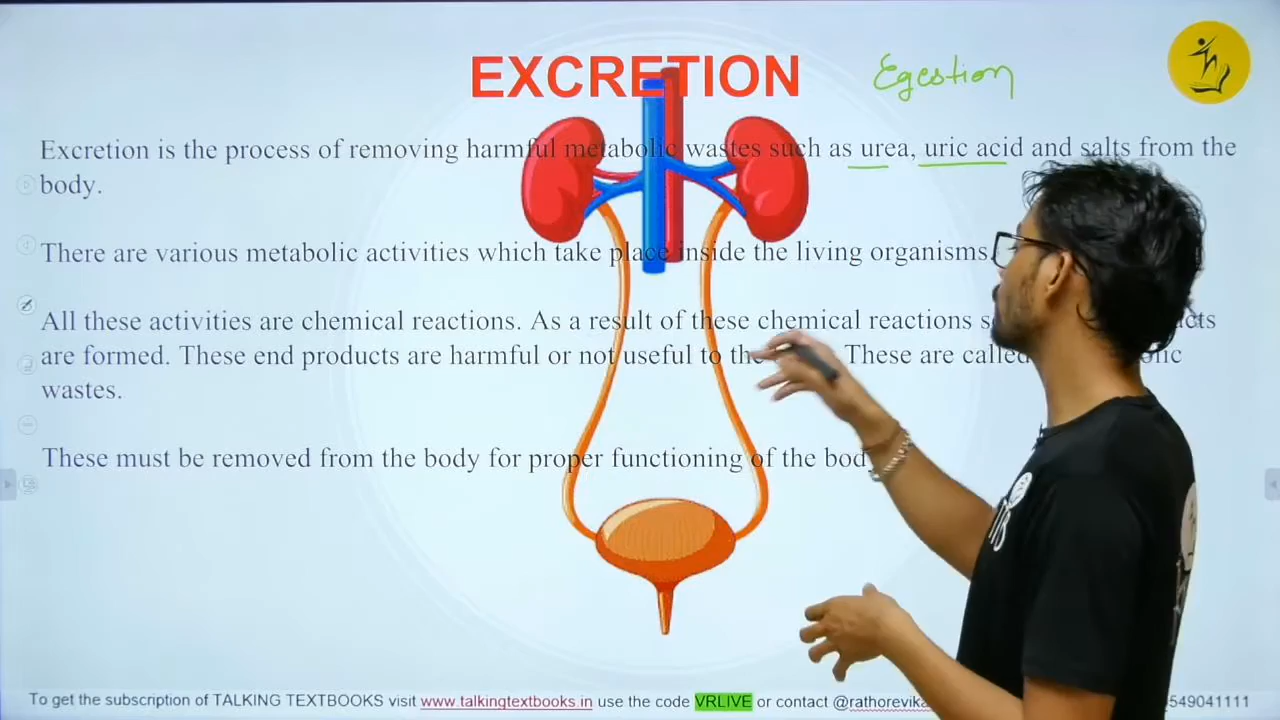 EXCRETION
Egestion
Excretion is the process of removing harmful metabolic wastes such as urea, uric acid and salts from the
body.
There are various metabolic activities which take place inside the living organisms.
All these activities are chemical reactions. As a result of these chemical reactions
are formed. These end products are harmful or not useful to the These are called
wastes.
These must be removed from the body for proper functioning of the body
To get the subscription of TALKING TEXTBOOKS visit www.talkingtextbooks.in use the code VRLIVE or contact @rathorevika 549041111